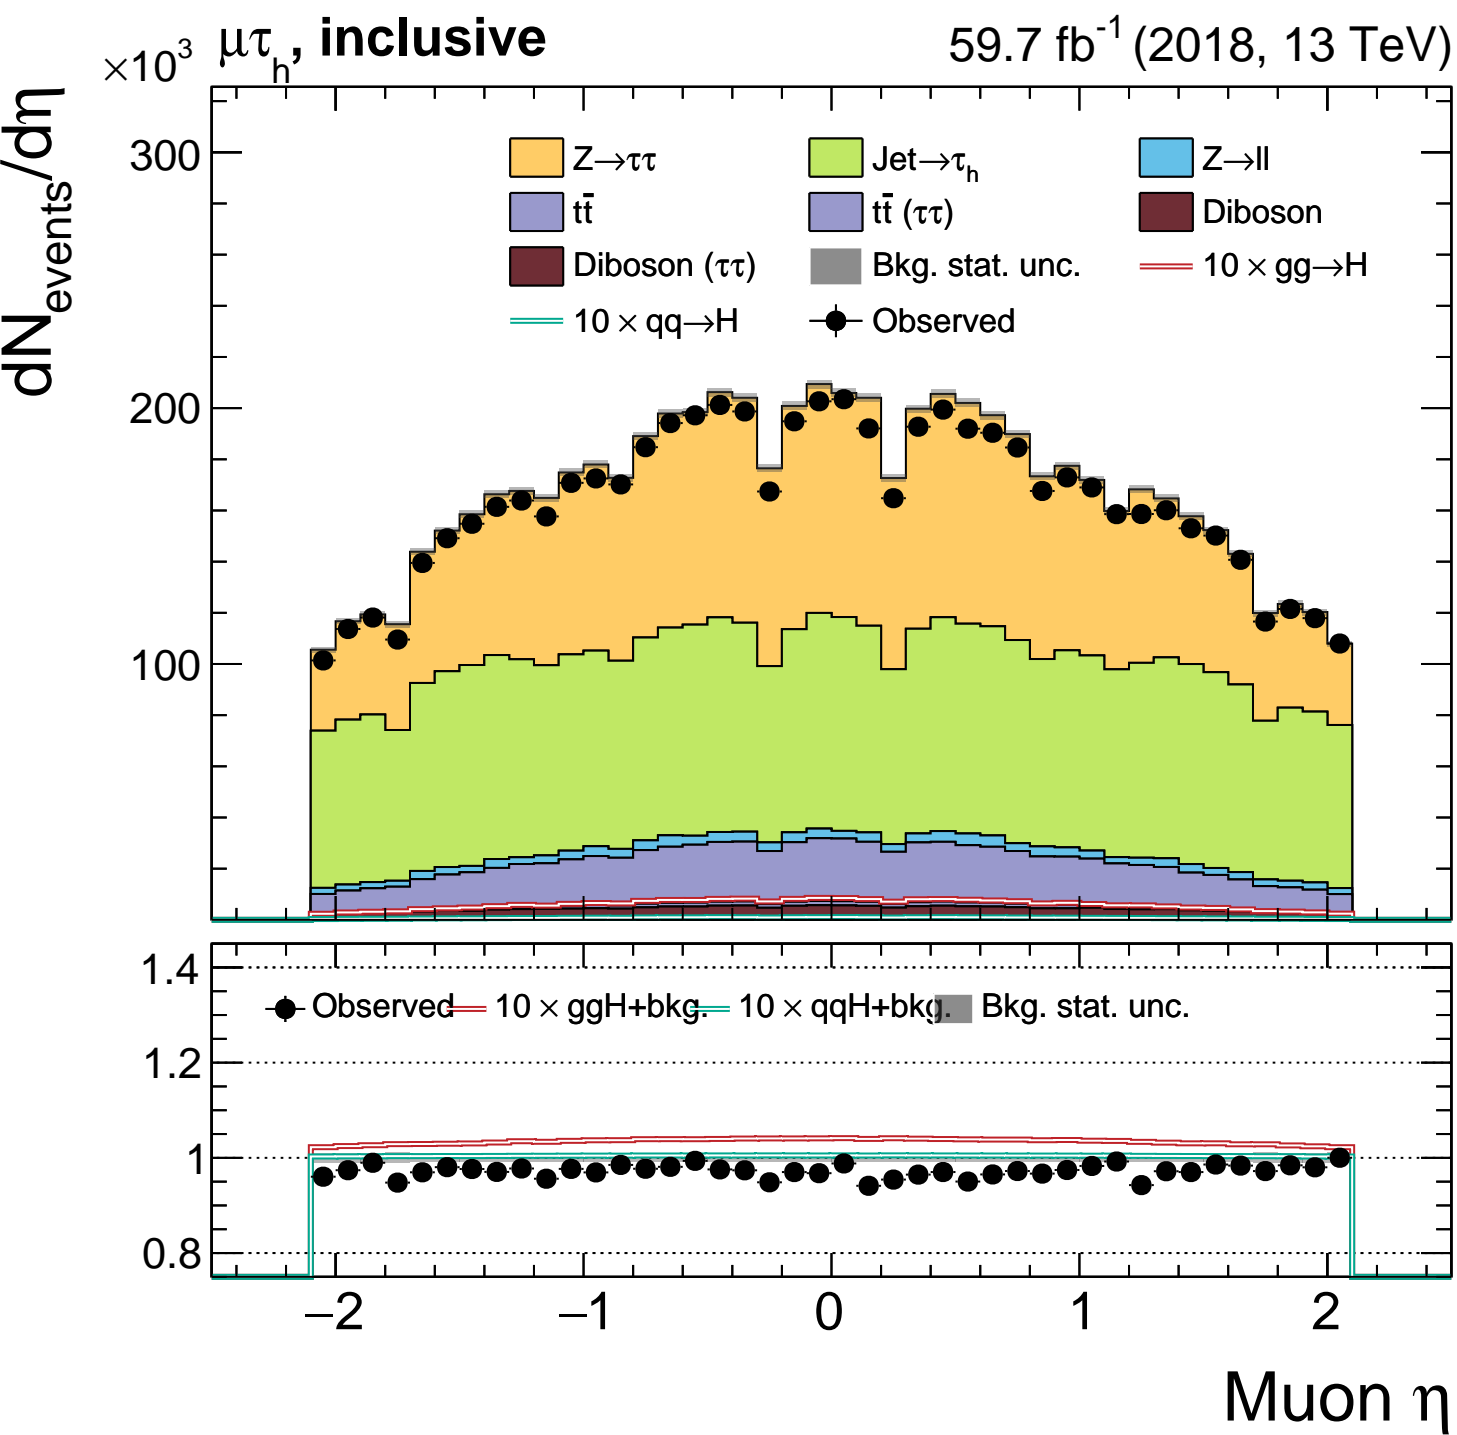 ×10³ μτₕ, inclusive 59.7 fb⁻¹ (2018, 13 TeV)
dN_events/dη
300
200
100
Z→ττ Jet→τₕ Z→ll
tt̄ tt̄ (ττ) Diboson
Diboson (ττ) Bkg. stat. unc. 10 × gg→H
10 × qq→H Observed
1.4
1.2
1
0.8
Observed 10 × ggH+bkg. 10 × qqH+bkg. Bkg. stat. unc.
−2 −1 0 1 2
Muon η